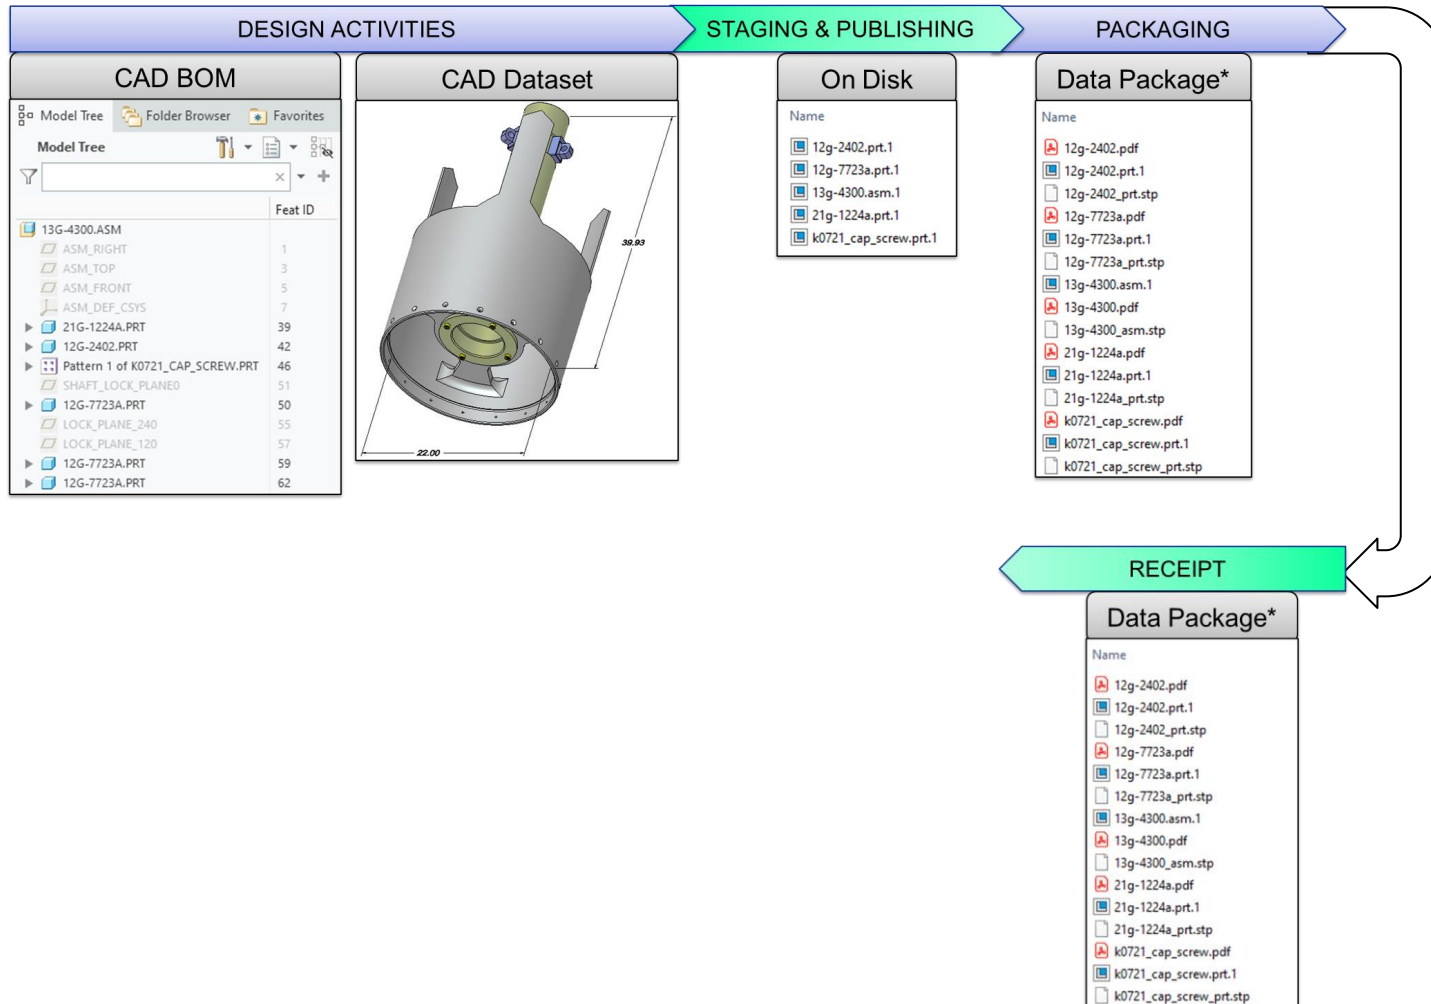 DESIGN ACTIVITIES
STAGING & PUBLISHING
PACKAGING
CAD BOM
Model Tree
Folder Browser
Favorites
Model Tree
Feat ID
13G-4300.ASM
ASM_RIGHT 1
ASM_TOP 3
ASM_FRONT 5
ASM_DEF_CSYS 7
21G-1224A.PRT 39
12G-2402.PRT 42
Pattern 1 of K0721_CAP_SCREW.PRT 46
SHAFT_LOCK_PLANE0 51
12G-7723A.PRT 50
LOCK_PLANE_240 55
LOCK_PLANE_120 57
12G-7723A.PRT 59
12G-7723A.PRT 62
CAD Dataset
39.93
22.00
On Disk
Name
12g-2402.prt.1
12g-7723a.prt.1
13g-4300.asm.1
21g-1224a.prt.1
k0721_cap_screw.prt.1
Data Package*
Name
12g-2402.pdf
12g-2402.prt.1
12g-2402_prt.stp
12g-7723a.pdf
12g-7723a.prt.1
12g-7723a_prt.stp
13g-4300.asm.1
13g-4300.pdf
13g-4300_asm.stp
21g-1224a.pdf
21g-1224a.prt.1
21g-1224a_prt.stp
k0721_cap_screw.pdf
k0721_cap_screw.prt.1
k0721_cap_screw_prt.stp
RECEIPT
Data Package*
Name
12g-2402.pdf
12g-2402.prt.1
12g-2402_prt.stp
12g-7723a.pdf
12g-7723a.prt.1
12g-7723a_prt.stp
13g-4300.asm.1
13g-4300.pdf
13g-4300_asm.stp
21g-1224a.pdf
21g-1224a.prt.1
21g-1224a_prt.stp
k0721_cap_screw.pdf
k0721_cap_screw.prt.1
k0721_cap_screw_prt.stp